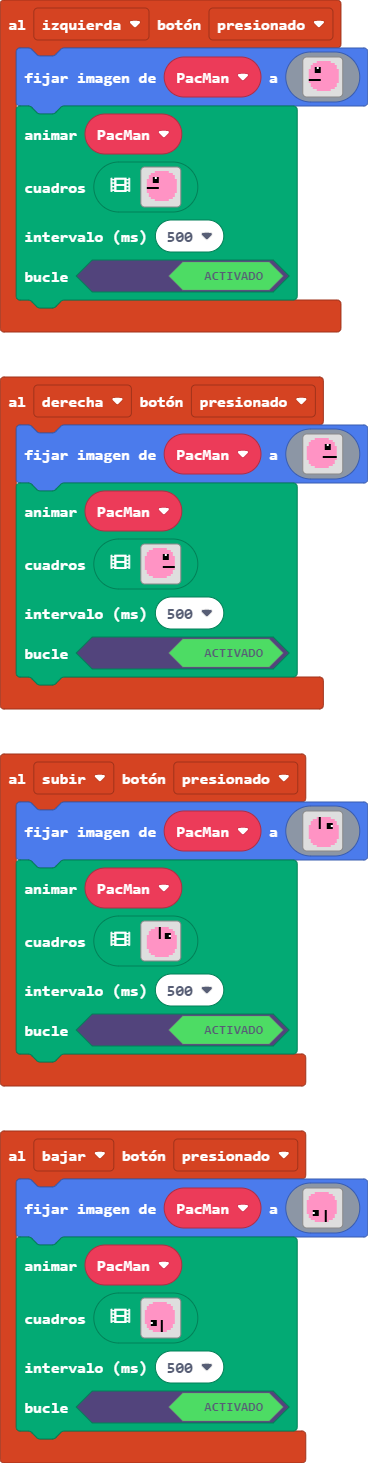 al izquierda botón presionado
fijar imagen de PacMan a
animar PacMan
cuadros
intervalo (ms) 500
bucle ACTIVADO
al derecha botón presionado
fijar imagen de PacMan a
animar PacMan
cuadros
intervalo (ms) 500
bucle ACTIVADO
al subir botón presionado
fijar imagen de PacMan a
animar PacMan
cuadros
intervalo (ms) 500
bucle ACTIVADO
al bajar botón presionado
fijar imagen de PacMan a
animar PacMan
cuadros
intervalo (ms) 500
bucle ACTIVADO